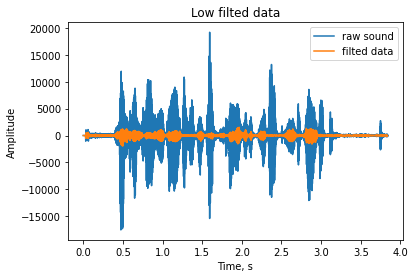 Low filted data
raw sound
filted data
20000
15000
10000
5000
0
−5000
−10000
−15000
Amplitude
0.0 0.5 1.0 1.5 2.0 2.5 3.0 3.5 4.0
Time, s